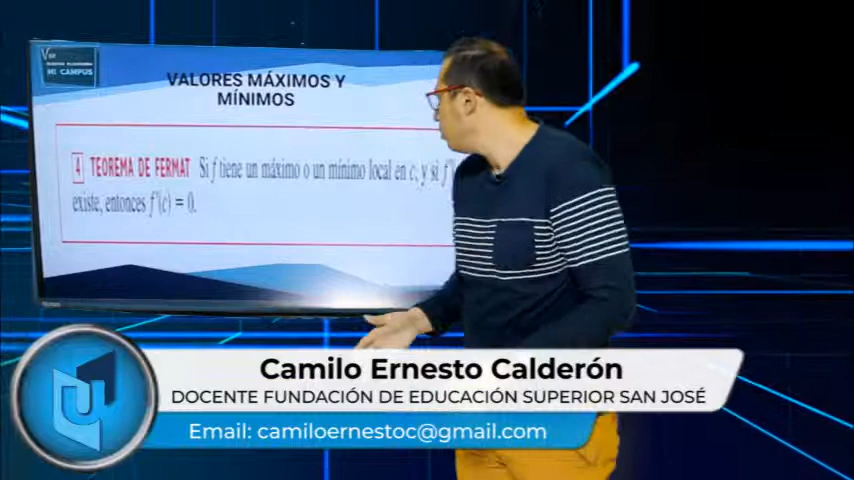 MI CAMPUS
VALORES MÁXIMOS Y
MÍNIMOS
4 TEOREMA DE FERMAT Si f tiene un máximo o un mínimo local en c, y si f'
existe, entonces f'(c) = 0.
Camilo Ernesto Calderón
DOCENTE FUNDACIÓN DE EDUCACIÓN SUPERIOR SAN JOSÉ
Email: camiloernestoc@gmail.com